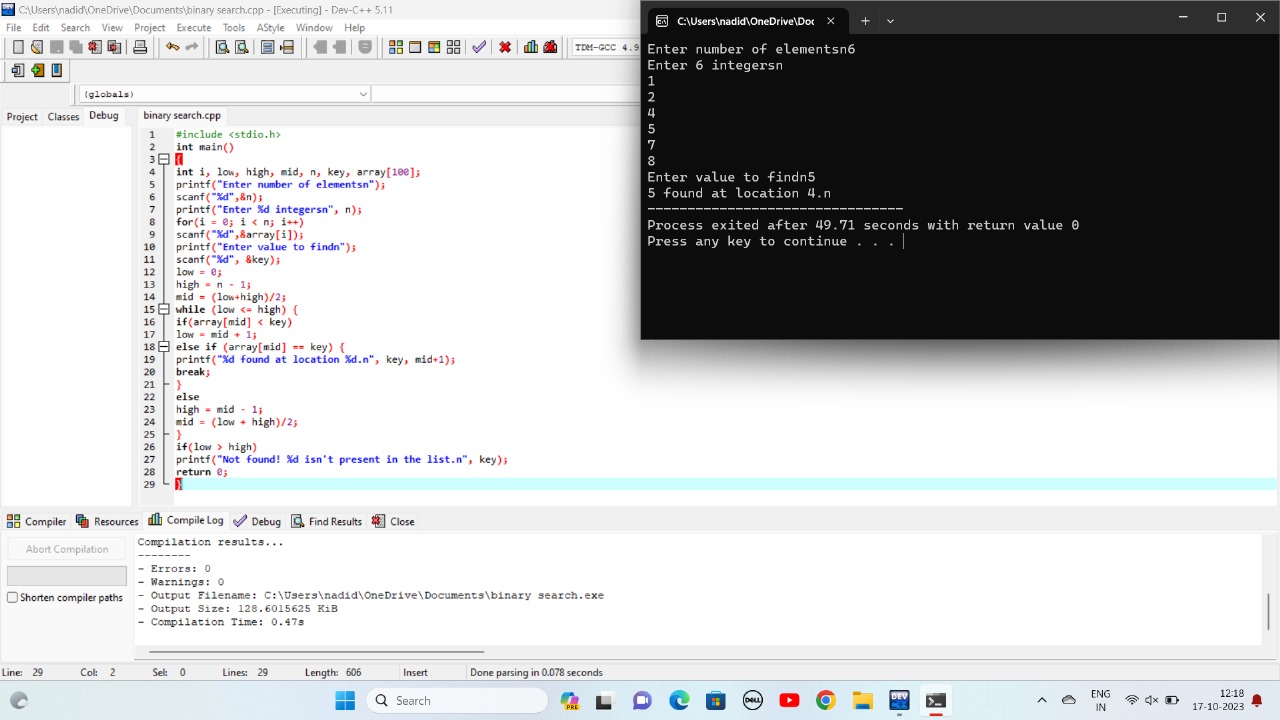 C:\Users\nadid\OneDrive\Documents\binary search.cpp - [Executing] - Dev-C++ 5.11
File Edit Search View Project Execute Tools AStyle Window Help
TDM-GCC 4.9
(globals)
Project Classes Debug
binary search.cpp
1 #include <stdio.h>
2 int main()
3 {
4 int i, low, high, mid, n, key, array[100];
5 printf("Enter number of elementsn");
6 scanf("%d",&n);
7 printf("Enter %d integersn", n);
8 for(i = 0; i < n; i++)
9 scanf("%d",&array[i]);
10 printf("Enter value to findn");
11 scanf("%d", &key);
12 low = 0;
13 high = n - 1;
14 mid = (low+high)/2;
15 while (low <= high) {
16 if(array[mid] < key)
17 low = mid + 1;
18 else if (array[mid] == key) {
19 printf("%d found at location %d.n", key, mid+1);
20 break;
21 }
22 else
23 high = mid - 1;
24 mid = (low + high)/2;
25 }
26 if(low > high)
27 printf("Not found! %d isn't present in the list.n", key);
28 return 0;
29 }
C:\Users\nadid\OneDrive\Doc
Enter number of elementsn6
Enter 6 integersn
1
2
4
5
7
8
Enter value to findn5
5 found at location 4.n
--------------------------------
Process exited after 49.71 seconds with return value 0
Press any key to continue . . .
Compiler Resources Compile Log Debug Find Results Close
Abort Compilation
Shorten compiler paths
Compilation results...
--------
- Errors: 0
- Warnings: 0
- Output Filename: C:\Users\nadid\OneDrive\Documents\binary search.exe
- Output Size: 128.6015625 KiB
- Compilation Time: 0.47s
Line: 29 Col: 2 Sel: 0 Lines: 29 Length: 606 Insert Done parsing in 0.078 seconds
Search
PRE
DELL
DEV
ENG
IN
12:18
17-10-2023